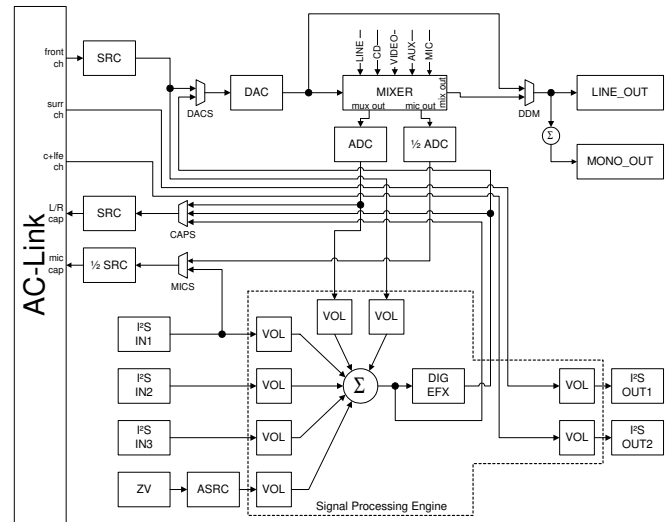 AC-Link
front
ch
SRC
surr
ch
c+lfe
ch
L/R
cap
SRC
mic
cap
½ SRC
DACS
DAC
LINE
CD
VIDEO
AUX
MIC
MIXER
mix out
mux out
mic out
DDM
LINE_OUT
Σ
MONO_OUT
ADC
½ ADC
CAPS
MICS
I²S
IN1
VOL
VOL
VOL
I²S
IN2
VOL
Σ
DIG
EFX
VOL
I²S
OUT1
I²S
IN3
VOL
VOL
I²S
OUT2
ZV
ASRC
VOL
Signal Processing Engine